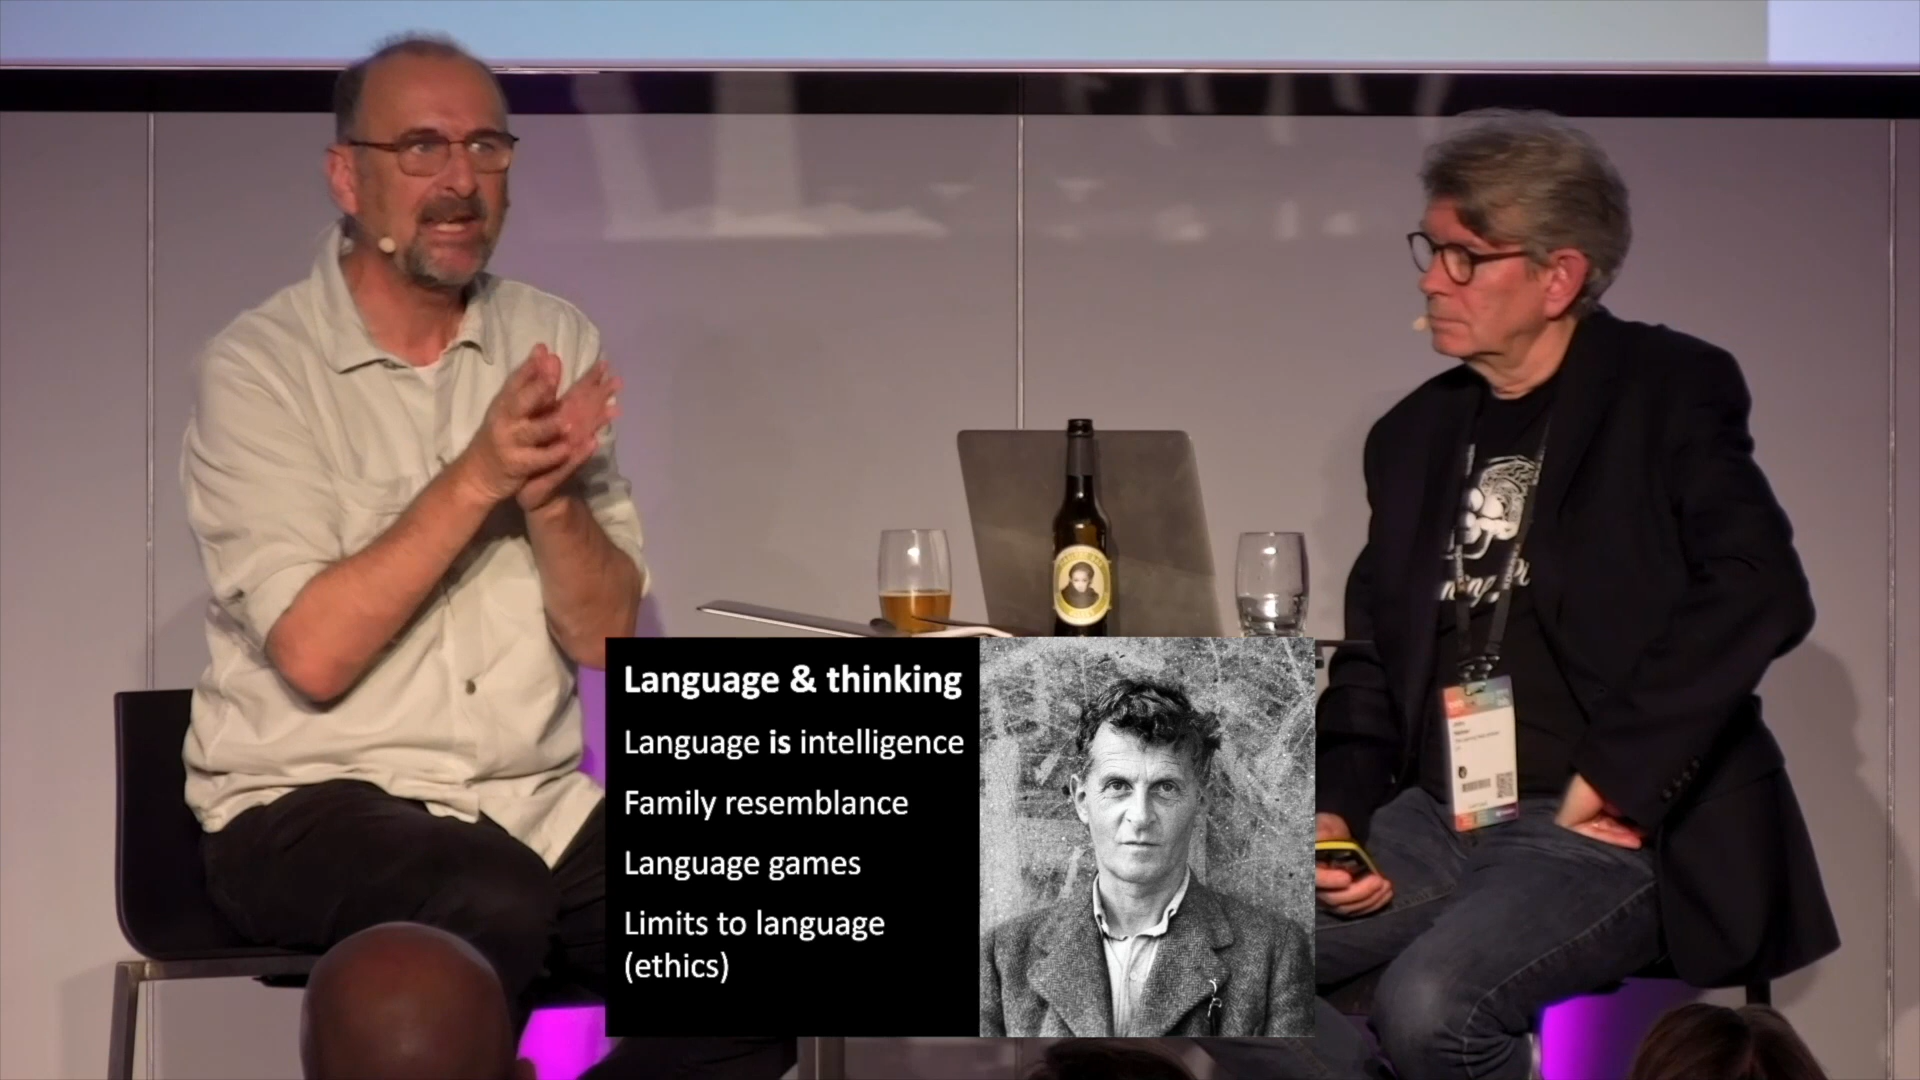 Language & thinking
Language is intelligence
Family resemblance
Language games
Limits to language
(ethics)